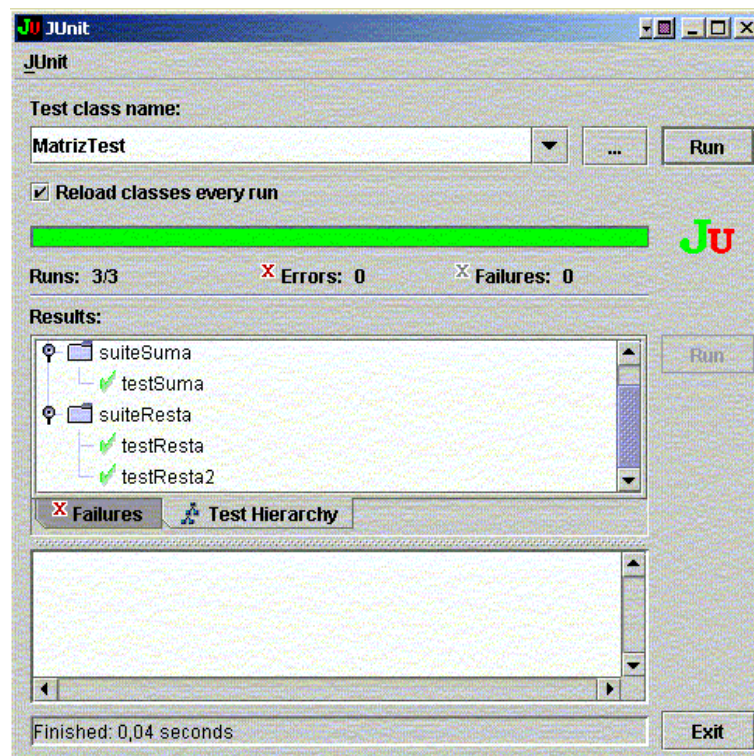 JU JUnit
JUnit
Test class name:
MatrizTest
...
Run
Reload classes every run
JU
Runs: 3/3
X Errors: 0
X Failures: 0
Results:
suiteSuma
testSuma
suiteResta
testResta
testResta2
Run
X Failures
Test Hierarchy
Finished: 0,04 seconds
Exit